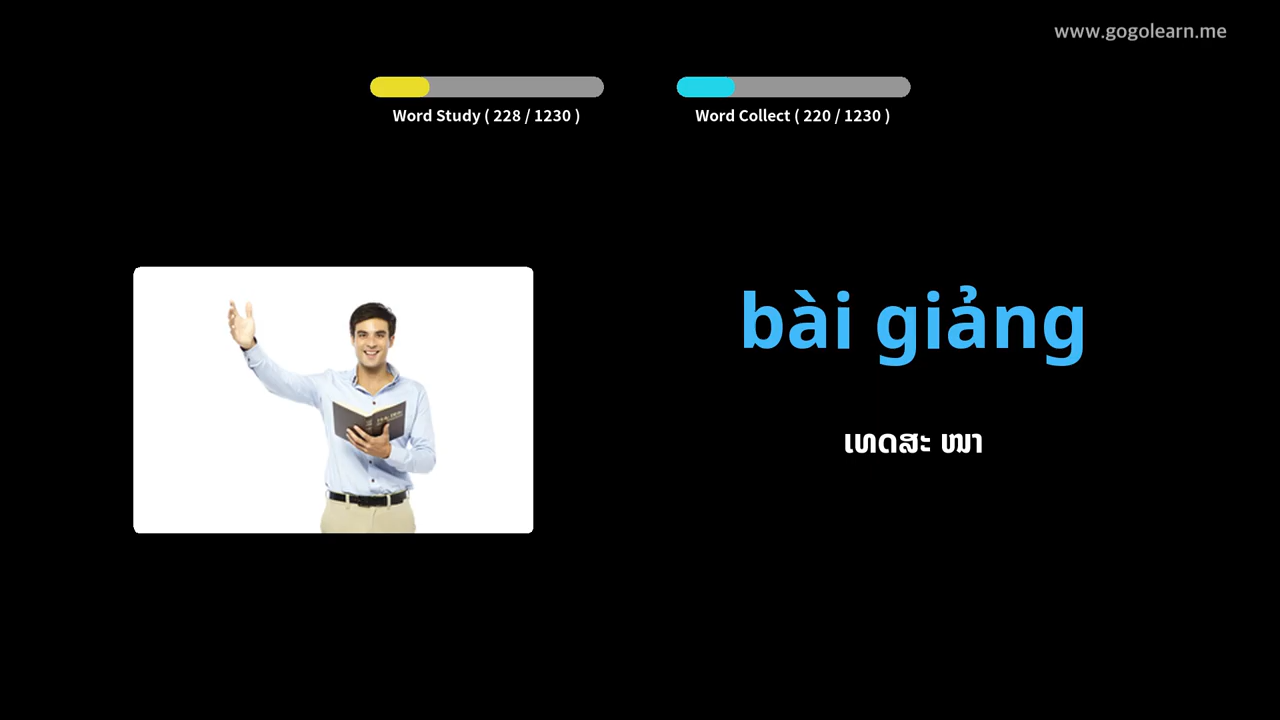 www.gogolearn.me
Word Study ( 228 / 1230 )
Word Collect ( 220 / 1230 )
bài giảng
ເທດສະ ໜາ